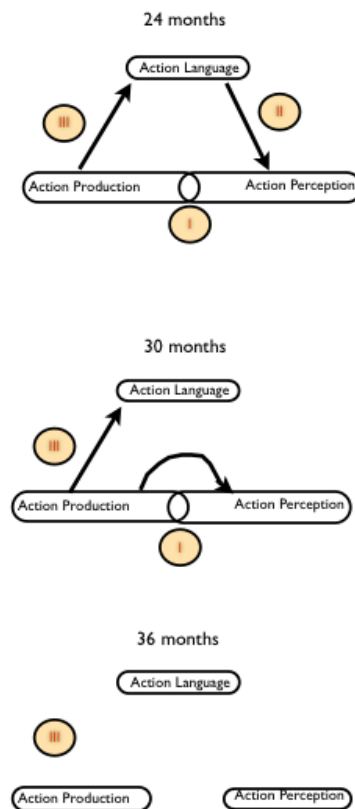 24 months
Action Language
III
II
Action Production
Action Perception
I
30 months
Action Language
III
Action Production
Action Perception
I
36 months
Action Language
III
Action Production
Action Perception